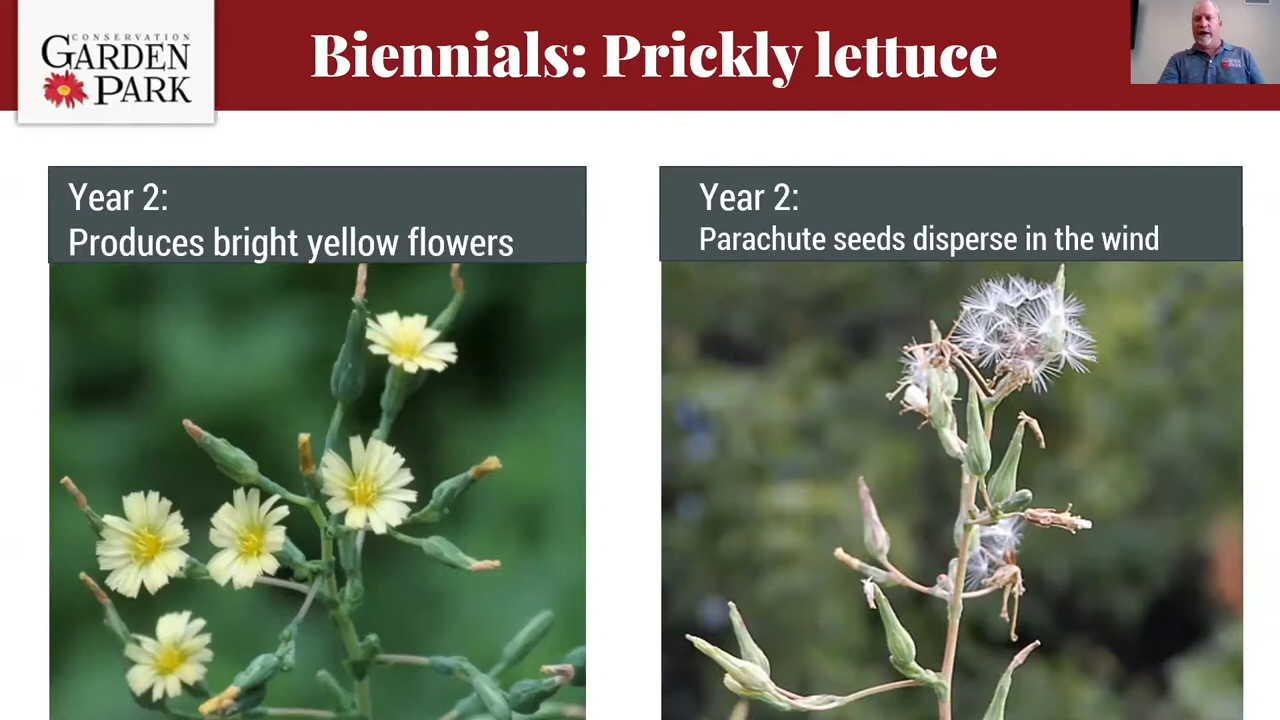 CONSERVATION
GARDEN
PARK
Biennials: Prickly lettuce
Year 2:
Produces bright yellow flowers
Year 2:
Parachute seeds disperse in the wind